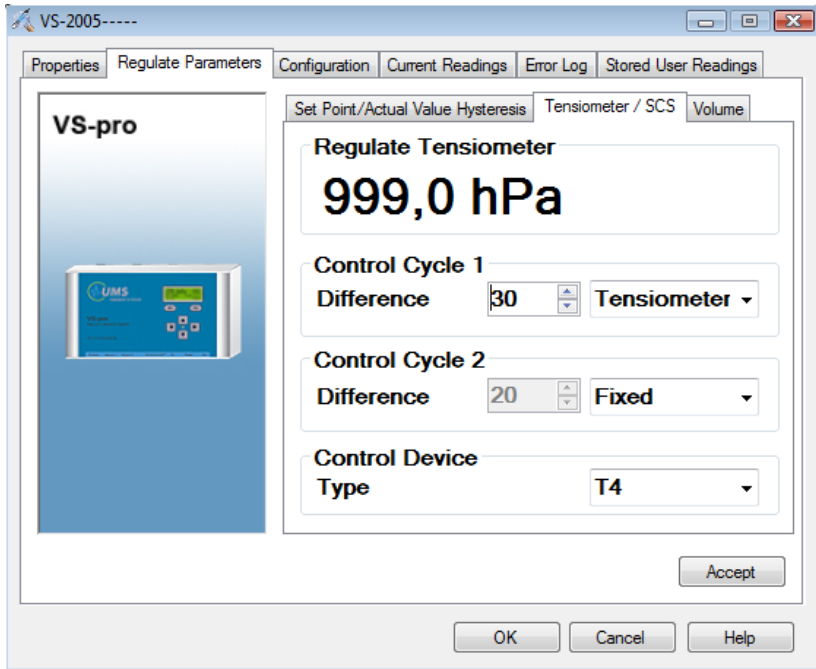 VS-2005-----
Properties Regulate Parameters Configuration Current Readings Error Log Stored User Readings
VS-pro
UMS
Set Point/Actual Value Hysteresis Tensiometer / SCS Volume
Regulate Tensiometer
999,0 hPa
Control Cycle 1
Difference 30 Tensiometer
Control Cycle 2
Difference 20 Fixed
Control Device
Type T4
Accept
OK Cancel Help